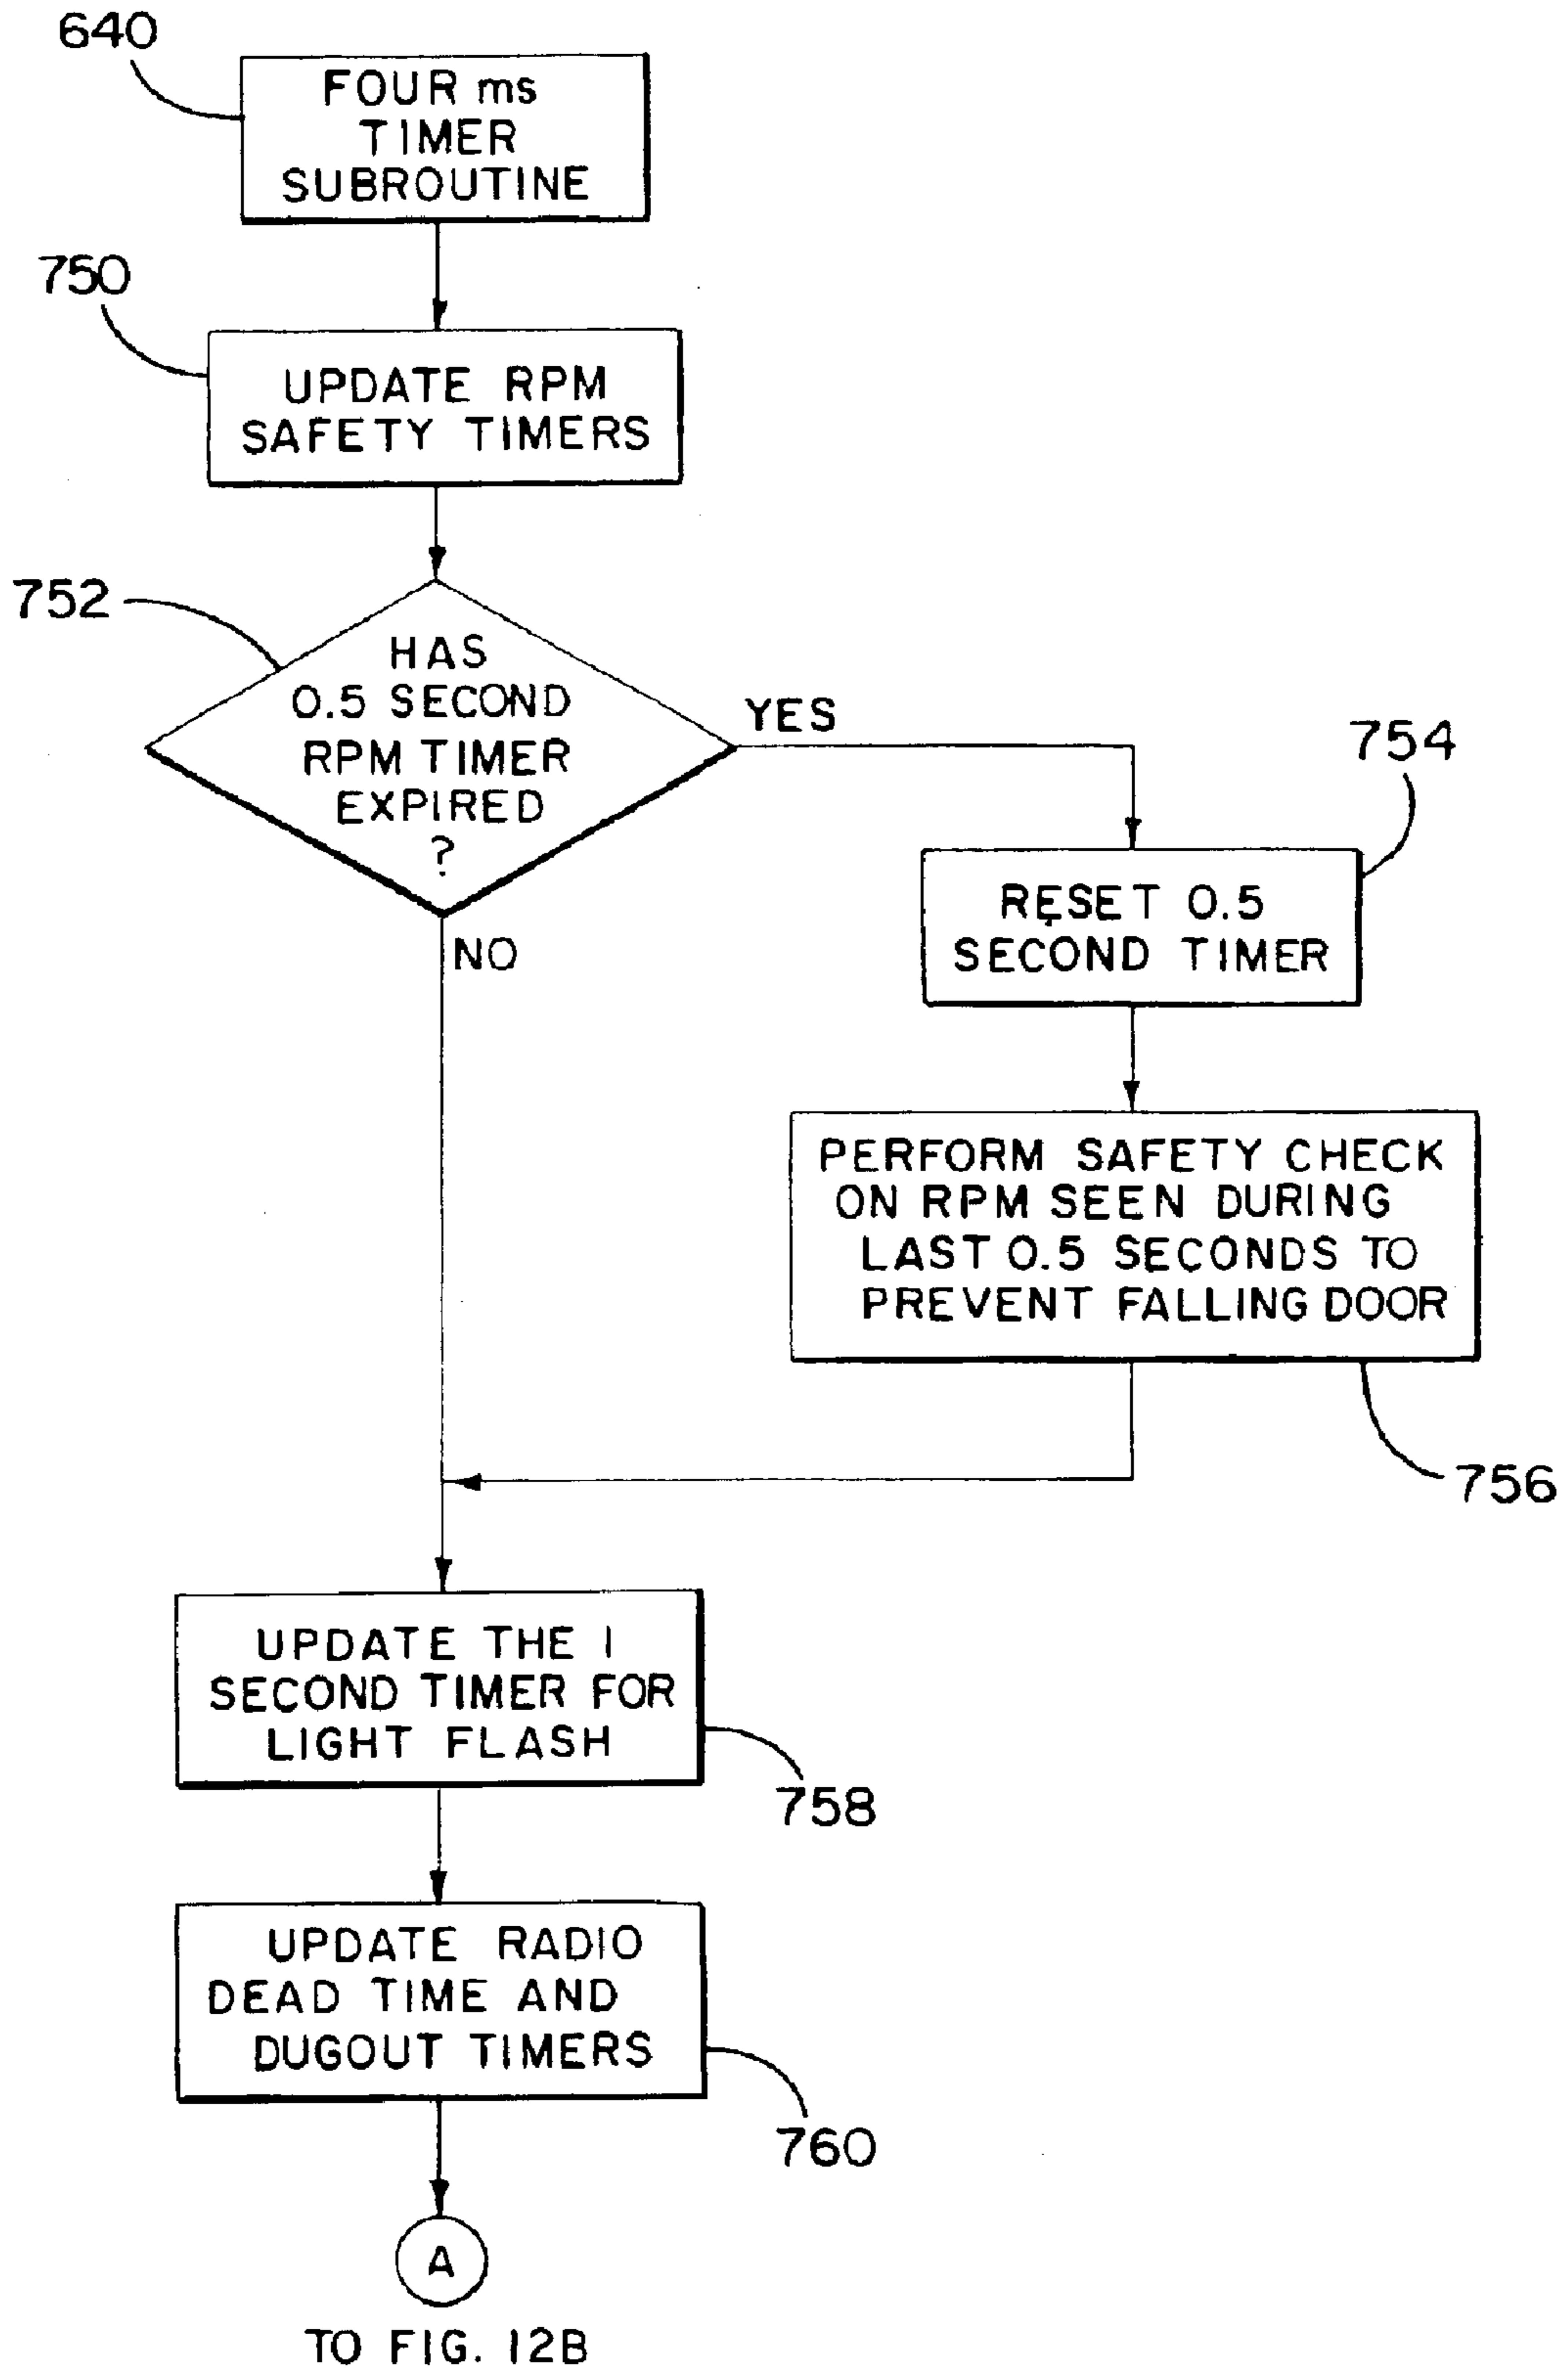 640
FOUR ms
TIMER
SUBROUTINE
750
UPDATE RPM
SAFETY TIMERS
752
HAS
0.5 SECOND
RPM TIMER
EXPIRED
?
YES
NO
754
RESET 0.5
SECOND TIMER
PERFORM SAFETY CHECK
ON RPM SEEN DURING
LAST 0.5 SECONDS TO
PREVENT FALLING DOOR
756
UPDATE THE 1
SECOND TIMER FOR
LIGHT FLASH
758
UPDATE RADIO
DEAD TIME AND
DUGOUT TIMERS
760
A
TO FIG. 12B